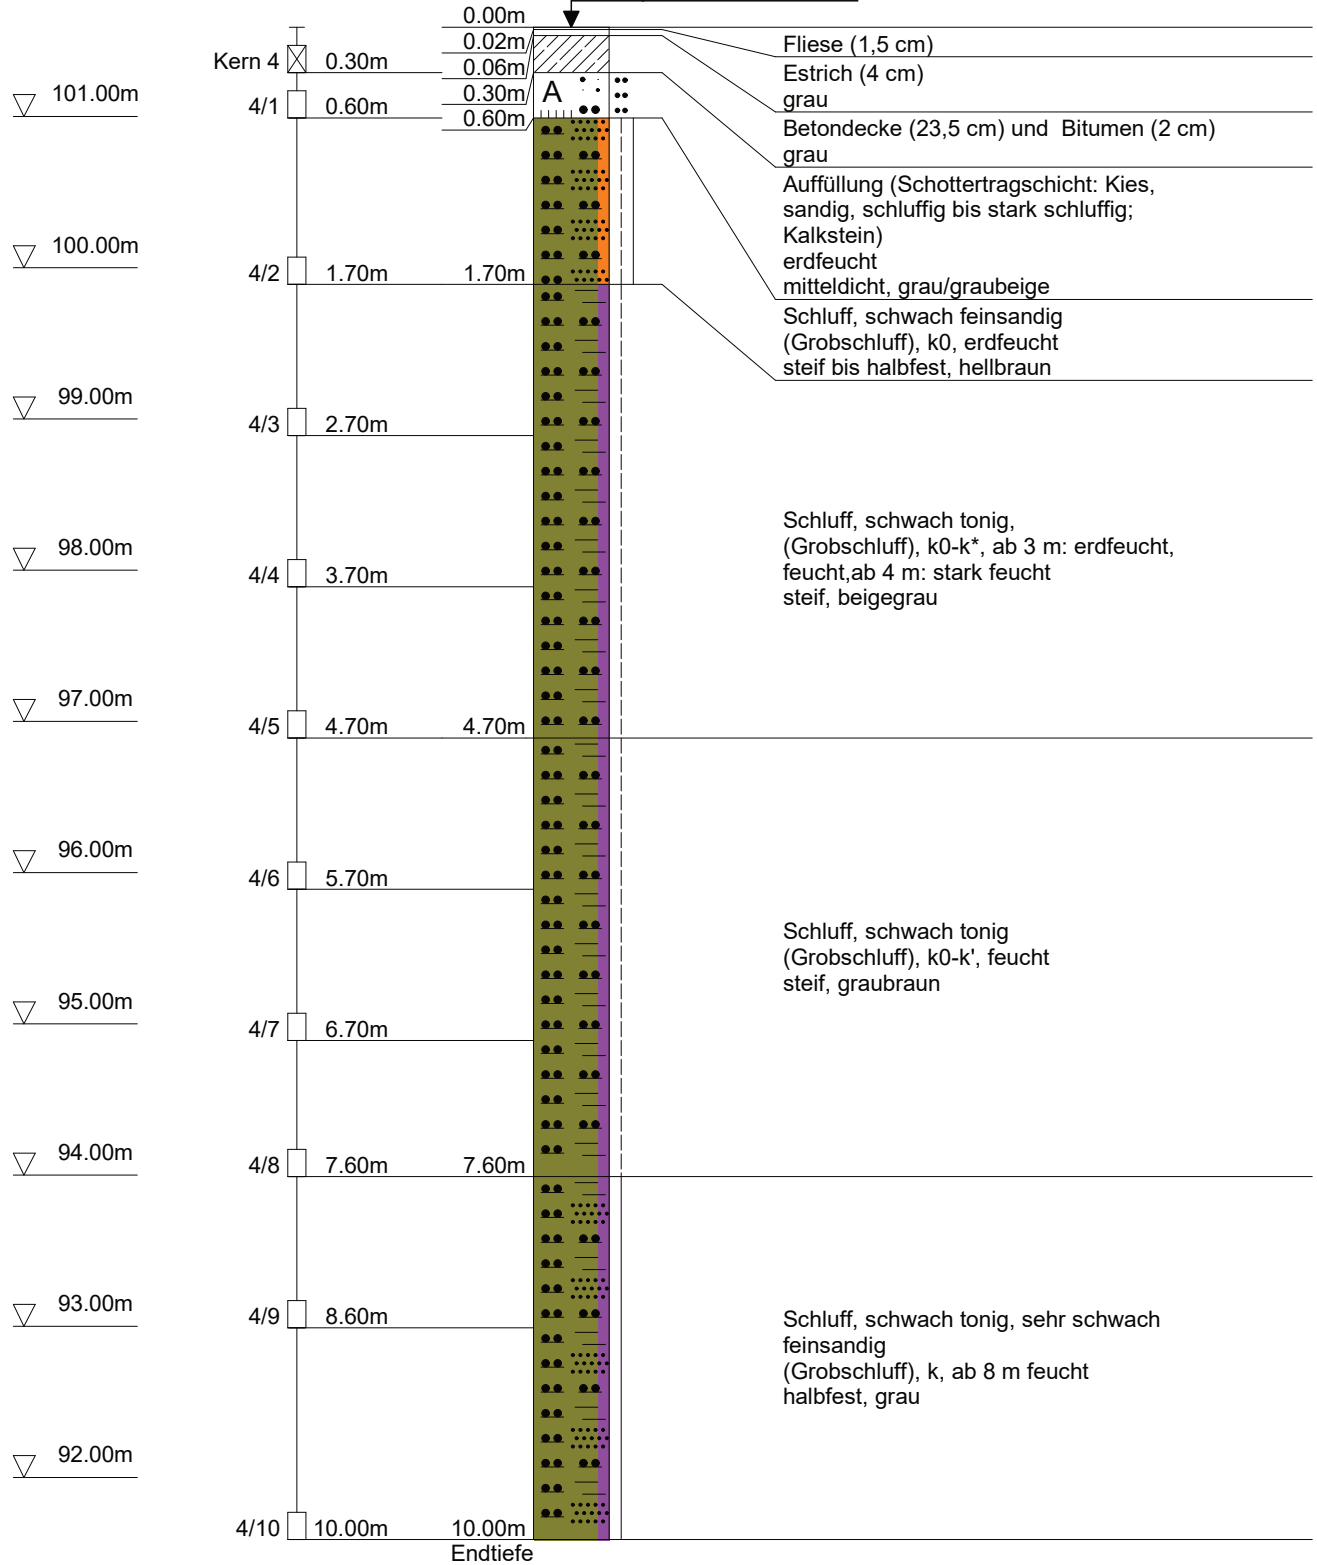 0.00m
0.02m
Kern 4 0.30m 0.06m
101.00m 4/1 0.60m 0.30m A
0.60m
Fliese (1,5 cm)
Estrich (4 cm)
grau
Betondecke (23,5 cm) und Bitumen (2 cm)
grau
Auffüllung (Schottertragschicht: Kies,
sandig, schluffig bis stark schluffig;
Kalkstein)
erdfeucht
mitteldicht, grau/graubeige
100.00m 4/2 1.70m 1.70m
Schluff, schwach feinsandig
(Grobschluff), k0, erdfeucht
steif bis halbfest, hellbraun
99.00m 4/3 2.70m
98.00m 4/4 3.70m
Schluff, schwach tonig,
(Grobschluff), k0-k*, ab 3 m: erdfeucht,
feucht,ab 4 m: stark feucht
steif, beigegrau
97.00m 4/5 4.70m 4.70m
96.00m 4/6 5.70m
Schluff, schwach tonig
(Grobschluff), k0-k', feucht
steif, graubraun
95.00m 4/7 6.70m
94.00m 4/8 7.60m 7.60m
93.00m 4/9 8.60m
Schluff, schwach tonig, sehr schwach
feinsandig
(Grobschluff), k, ab 8 m feucht
halbfest, grau
92.00m
4/10 10.00m 10.00m
Endtiefe